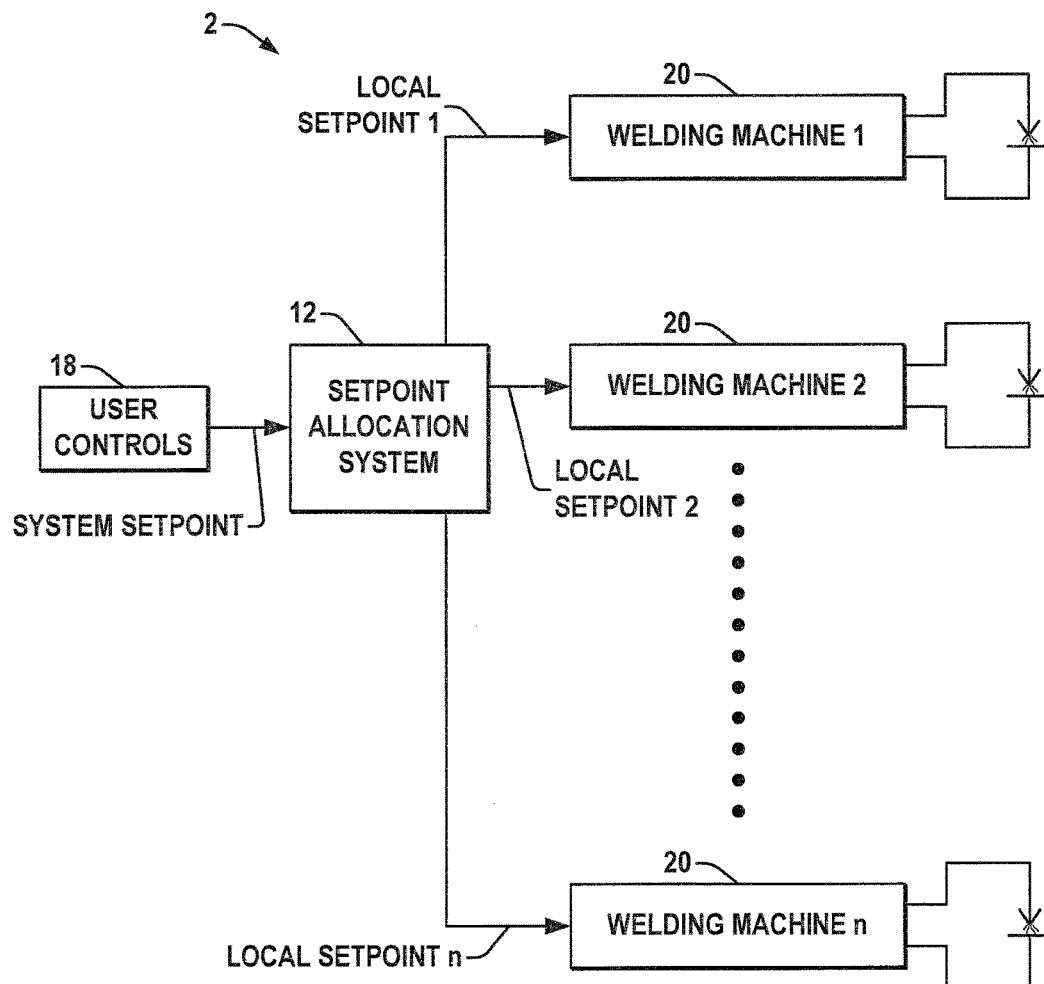 2
LOCAL
SETPOINT 1
20
WELDING MACHINE 1
12
20
18
USER
CONTROLS
SETPOINT
ALLOCATION
SYSTEM
WELDING MACHINE 2
SYSTEM SETPOINT
LOCAL
SETPOINT 2
20
WELDING MACHINE n
LOCAL SETPOINT n